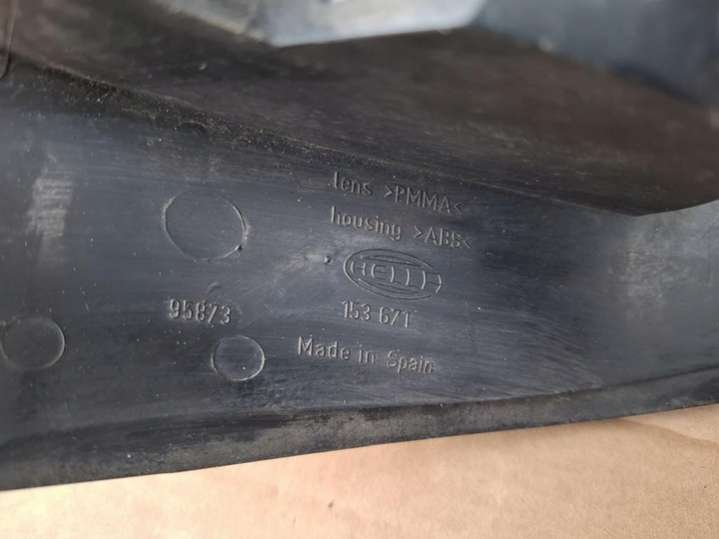 lens >PMMA<
housing >ABS<
HELLA
95873
153 671
Made in Spain